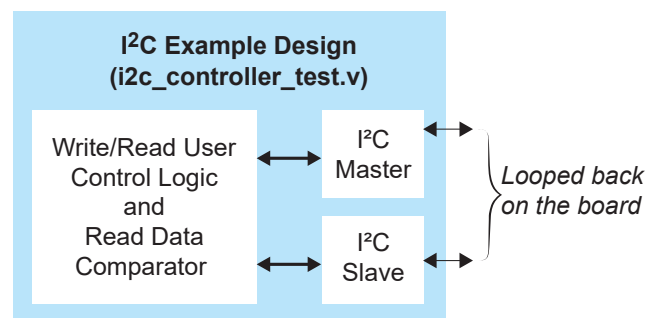 I²C Example Design
(i2c_controller_test.v)
Write/Read User
Control Logic
and
Read Data
Comparator
I²C
Master
I²C
Slave
Looped back
on the board